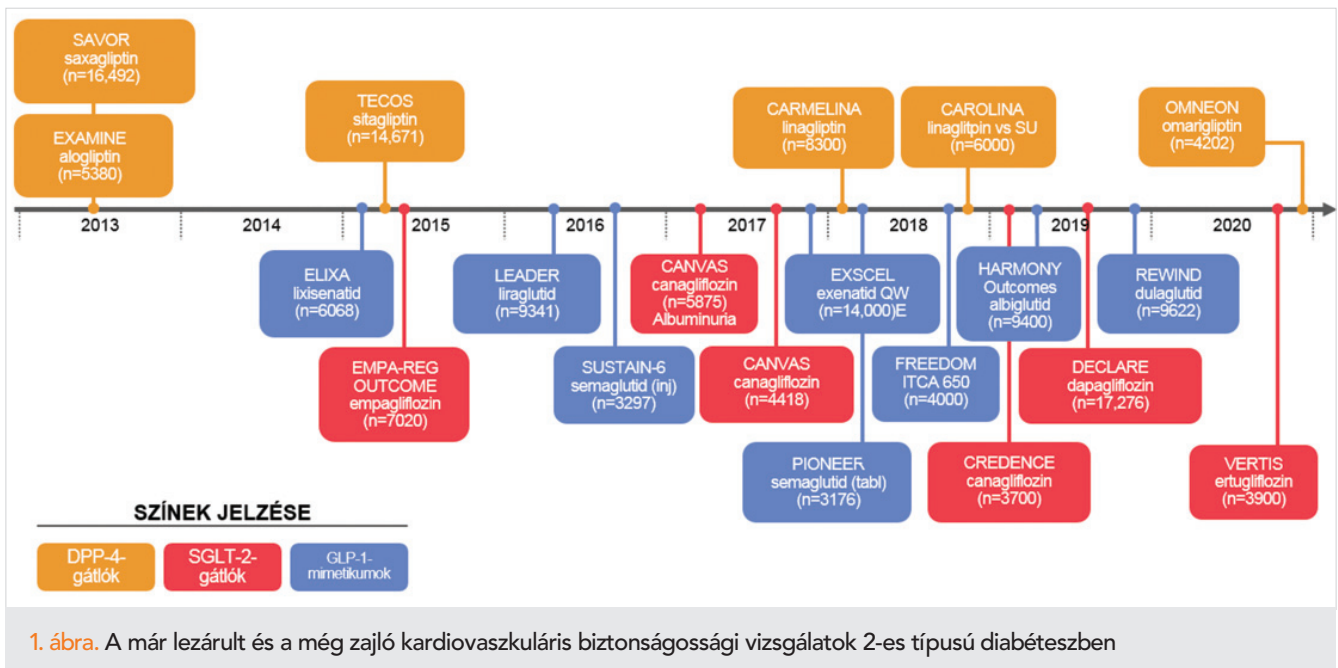 SAVOR
saxagliptin
(n=16,492)
EXAMINE
alogliptin
(n=5380)
TECOS
sitagliptin
(n=14,671)
CARMELINA
linagliptin
(n=8300)
CAROLINA
linaglitpin vs SU
(n=6000)
OMNEON
omarigliptin
(n=4202)
2013
2014
2015
2016
2017
2018
2019
2020
ELIXA
lixisenatid
(n=6068)
EMPA-REG
OUTCOME
empagliflozin
(n=7020)
LEADER
liraglutid
(n=9341)
SUSTAIN-6
semaglutid (inj)
(n=3297)
CANVAS
canagliflozin
(n=5875)
Albuminuria
CANVAS
canagliflozin
(n=4418)
EXSCEL
exenatid QW
(n=14,000)E
PIONEER
semaglutid (tabl)
(n=3176)
FREEDOM
ITCA 650
(n=4000)
HARMONY
Outcomes
albiglutid
(n=9400)
CREDENCE
canagliflozin
(n=3700)
DECLARE
dapagliflozin
(n=17,276)
REWIND
dulaglutid
(n=9622)
VERTIS
ertugliflozin
(n=3900)
SZÍNEK JELZÉSE
DPP-4-
gátlók
SGLT-2-
gátlók
GLP-1-
mimetikumok
1. ábra. A már lezárult és a még zajló kardiovaszkuláris biztonságossági vizsgálatok 2-es típusú diabéteszben